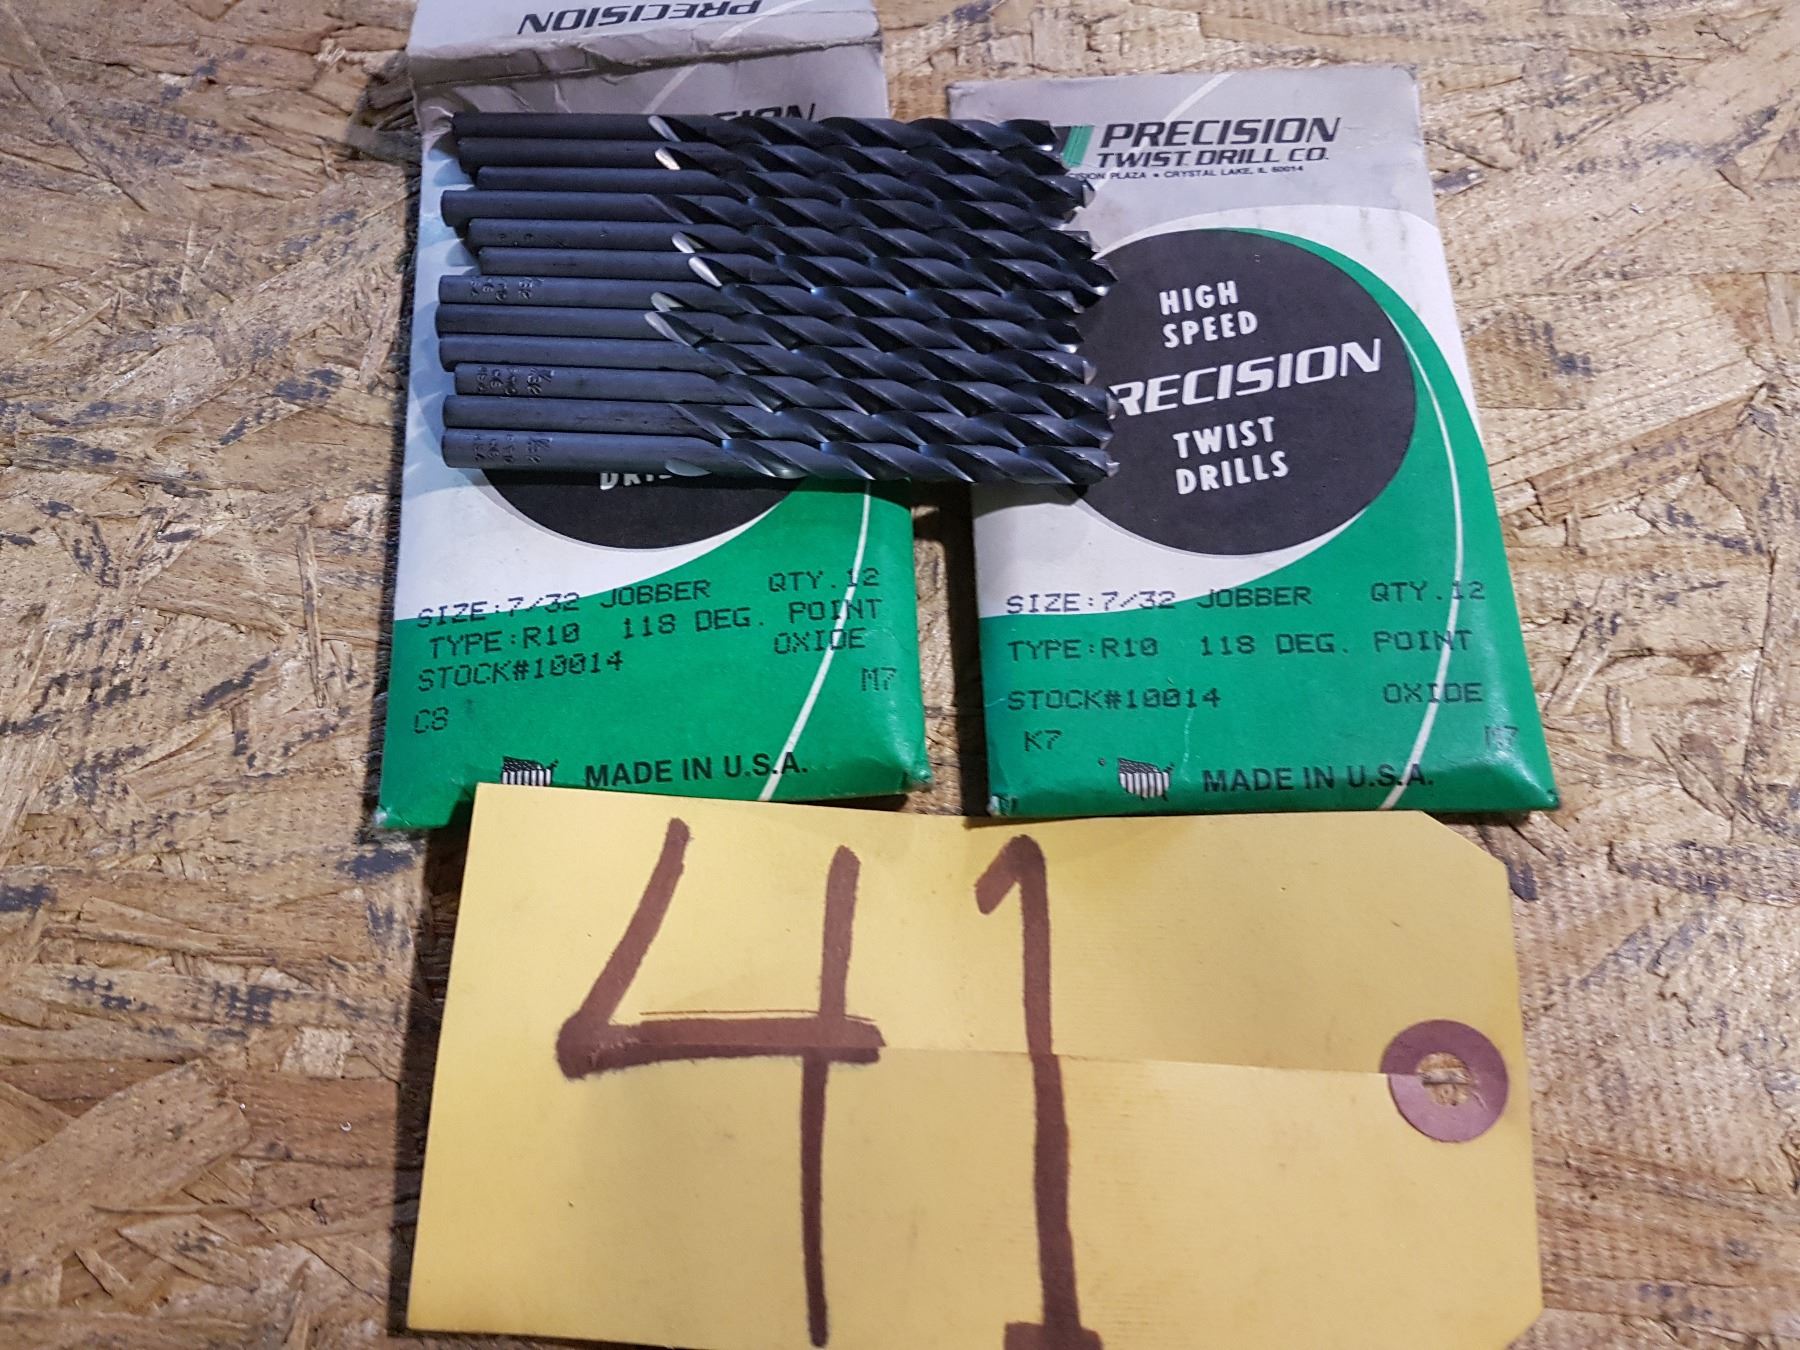 PRECISION
PRECISION
TWIST DRILL CO.
PLAZA • CRYSTAL LAKE, IL 60014
HIGH
SPEED
RECISION
TWIST
DRILLS
SIZE:7/32 JOBBER QTY.12
TYPE:R10 118 DEG. POINT
STOCK#10014 OXIDE
M7
C8
MADE IN U.S.A.
SIZE:7/32 JOBBER QTY.12
TYPE:R10 118 DEG. POINT
STOCK#10014 OXIDE
K7 M7
MADE IN U.S.A.
41